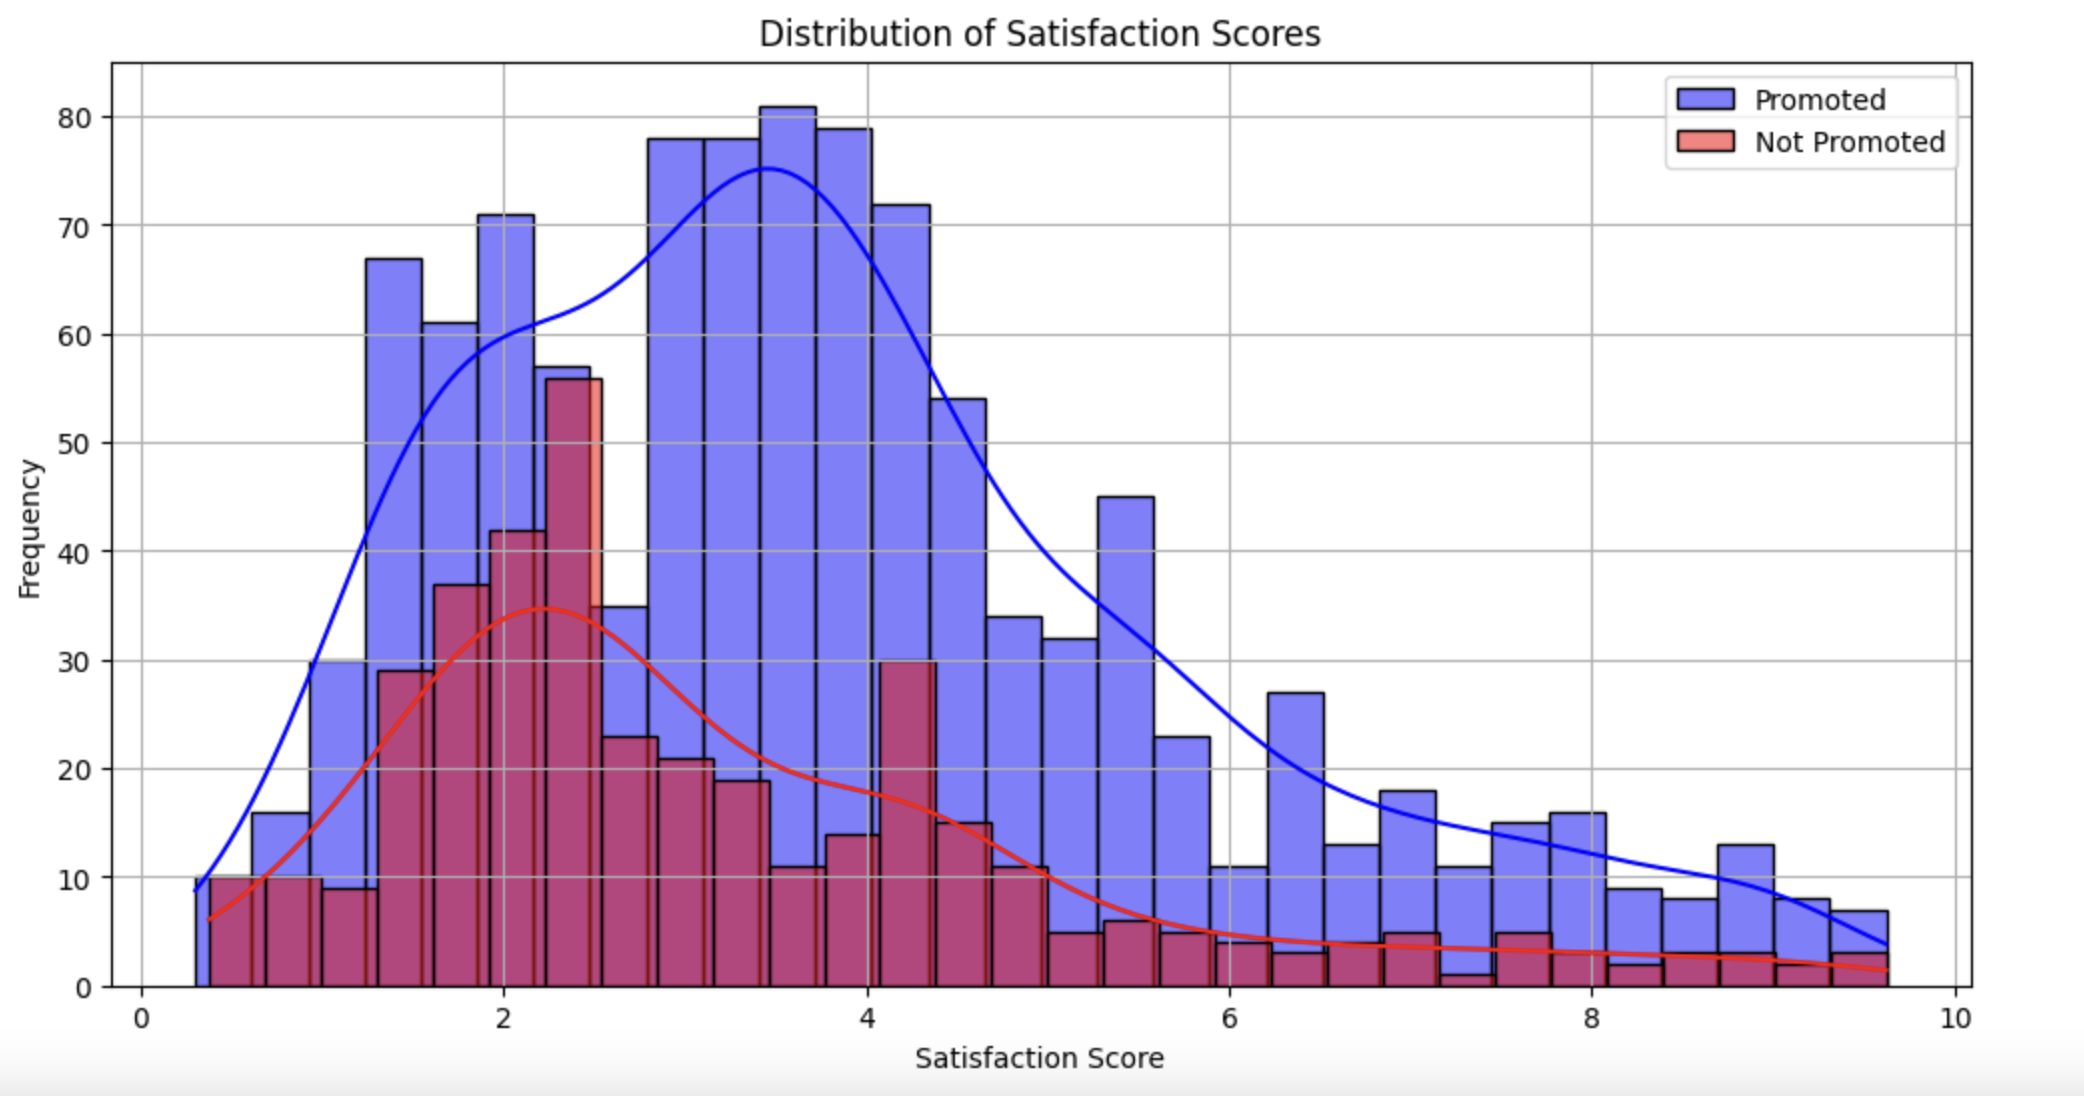 Distribution of Satisfaction Scores
Promoted
Not Promoted
80
70
60
50
40
30
20
10
0
Frequency
0 2 4 6 8 10
Satisfaction Score